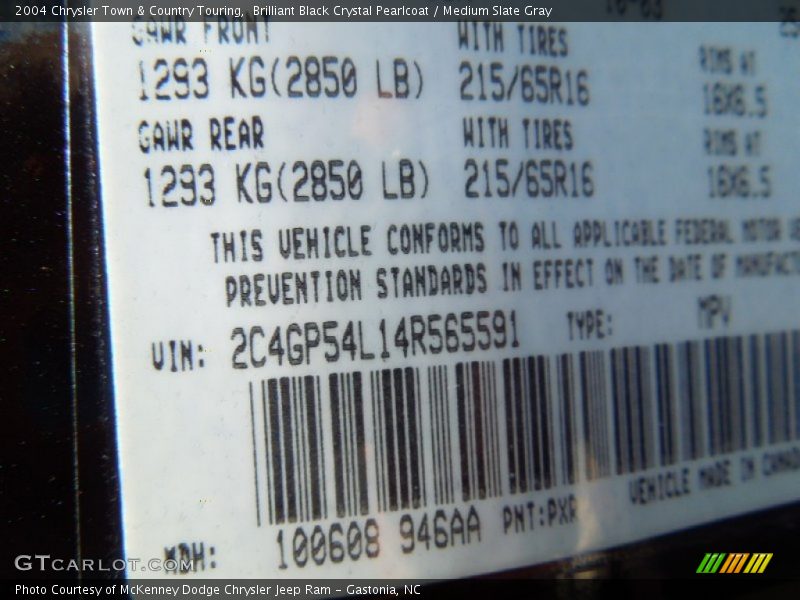 2004 Chrysler Town & Country Touring, Brilliant Black Crystal Pearlcoat / Medium Slate Gray
GAWR FRONT WITH TIRES
1293 KG(2850 LB) 215/65R16 RIMS AT 16X6.5
GAWR REAR WITH TIRES RIMS AT
1293 KG(2850 LB) 215/65R16 16X6.5
THIS VEHICLE CONFORMS TO ALL APPLICABLE FEDERAL MOTOR
PREVENTION STANDARDS IN EFFECT ON THE DATE OF
VIN: 2C4GP54L14R565591 TYPE: MPV
VEHICLE MADE IN CANADA
MDH: 100608 946AA PNT:PXR
GTCARLOT.COM
Photo Courtesy of McKenney Dodge Chrysler Jeep Ram – Gastonia, NC